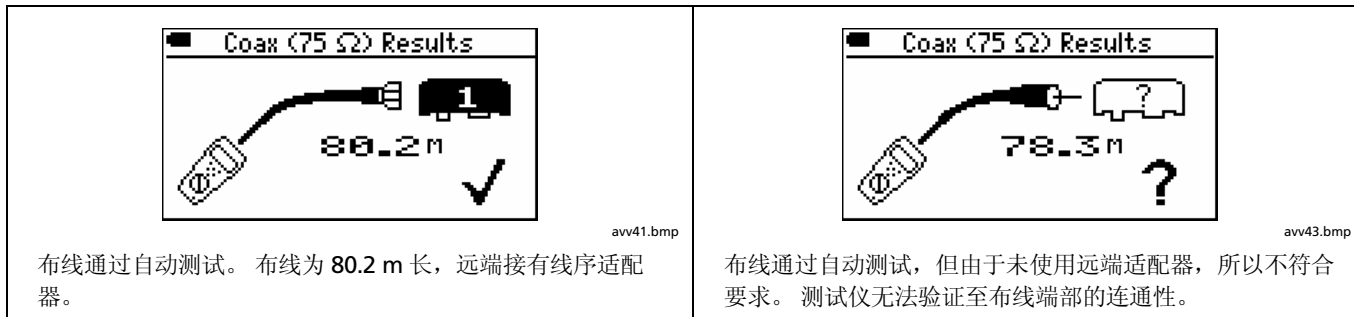 Coax (75 Ω) Results
1
80.2 M
avv41.bmp
布线通过自动测试。 布线为 80.2 m 长，远端接有线序适配
器。
Coax (75 Ω) Results
?
78.3 M
?
avv43.bmp
布线通过自动测试，但由于未使用远端适配器，所以不符合
要求。 测试仪无法验证至布线端部的连通性。